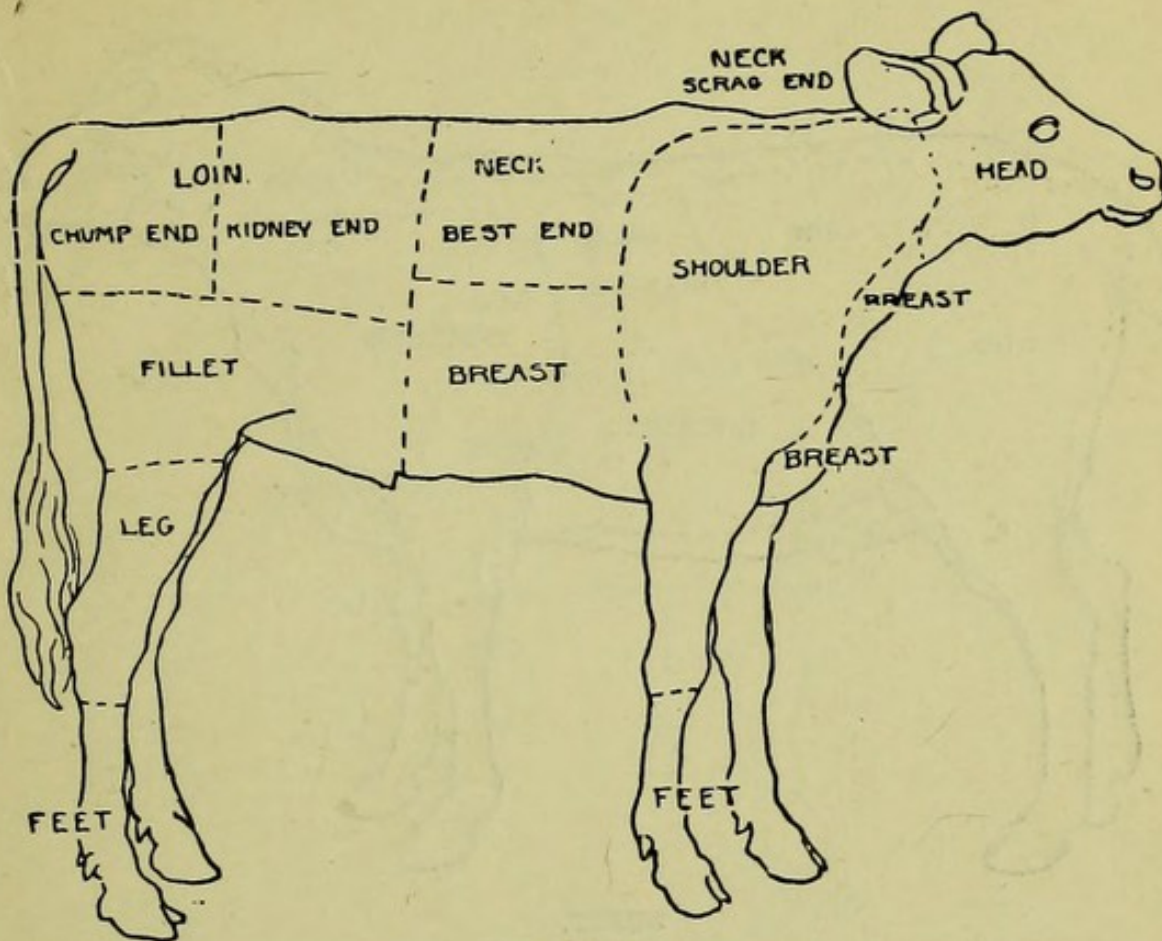 NECK
SCRAG END
HEAD
LOIN.
NECK
CHUMP END
KIDNEY END
BEST END
SHOULDER
BREAST
FILLET
BREAST
BREAST
LEG
FEET
FEET